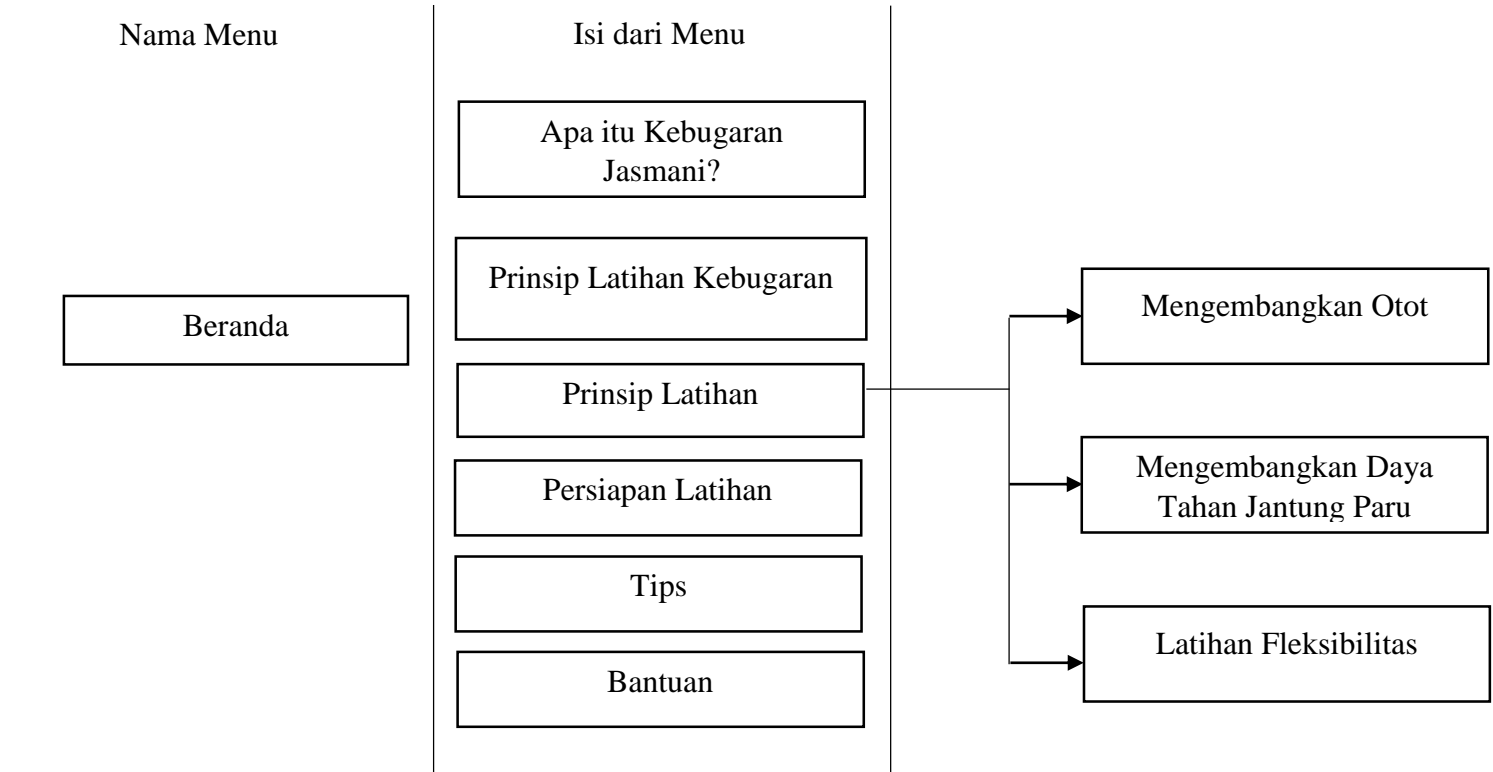 Nama Menu
Isi dari Menu
Apa itu Kebugaran
Jasmani?
Prinsip Latihan Kebugaran
Beranda
Prinsip Latihan
Persiapan Latihan
Tips
Bantuan
Mengembangkan Otot
Mengembangkan Daya
Tahan Jantung Paru
Latihan Fleksibilitas